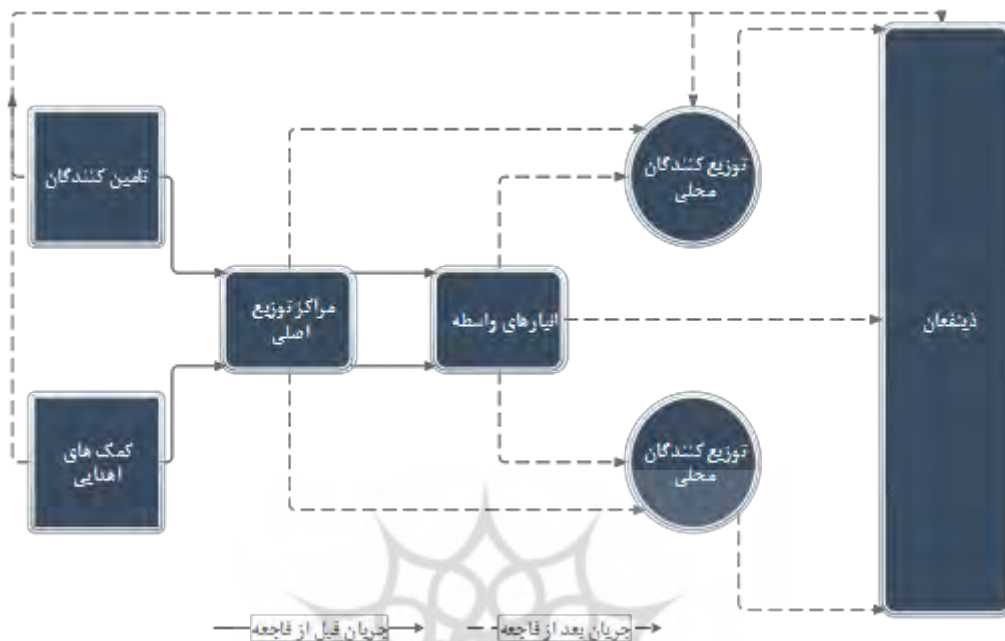 تامین کنندگان
توزیع کنندگان
محلی
مراکز توزیع
اصلی
انبارهای واسطه
ذینفعان
کمک های
اهدایی
توزیع کنندگان
محلی
جریان قبل از فاجعه
جریان بعد از فاجعه